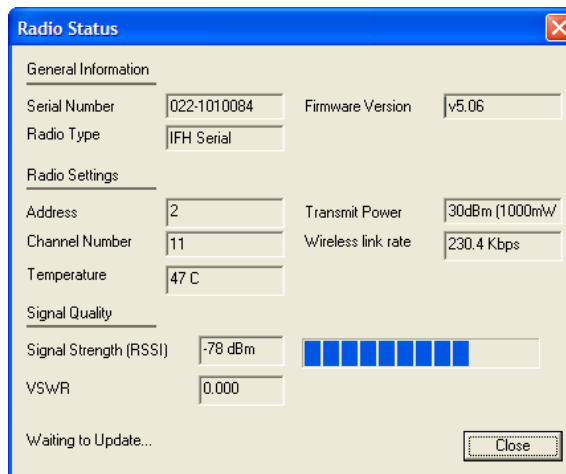 Radio Status
General Information
Serial Number 022-1010084 Firmware Version v5.06
Radio Type IFH Serial
Radio Settings
Address 2 Transmit Power 30dBm (1000mW
Channel Number 11 Wireless link rate 230.4 Kbps
Temperature 47 C
Signal Quality
Signal Strength (RSSI) -78 dBm
VSWR 0.000
Waiting to Update...
Close